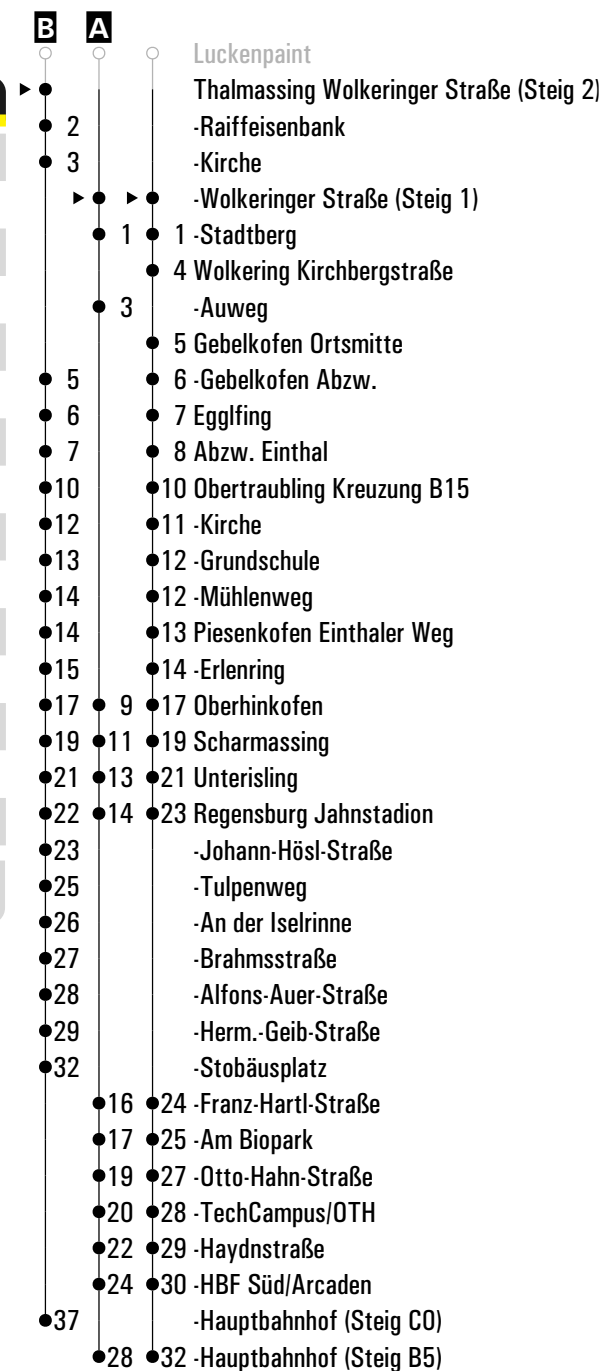 B A
Luckenpaint
Thalmassing Wolkeringer Straße (Steig 2)
2 -Raiffeisenbank
3 -Kirche
-Wolkeringer Straße (Steig 1)
1 1 -Stadtberg
4 Wolkering Kirchbergstraße
3 -Auweg
5 Gebelkofen Ortsmitte
5 6 -Gebelkofen Abzw.
6 7 Egglfing
7 8 Abzw. Einthal
10 10 Obertraubling Kreuzung B15
12 11 -Kirche
13 12 -Grundschule
14 12 -Mühlenweg
14 13 Piesenkofen Einthaler Weg
15 14 -Erlenring
17 9 17 Oberhinkofen
19 11 19 Scharmassing
21 13 21 Unterisling
22 14 23 Regensburg Jahnstadion
23 -Johann-Hösl-Straße
25 -Tulpenweg
26 -An der Iselrinne
27 -Brahmsstraße
28 -Alfons-Auer-Straße
29 -Herm.-Geib-Straße
32 -Stobäusplatz
16 24 -Franz-Hartl-Straße
17 25 -Am Biopark
19 27 -Otto-Hahn-Straße
20 28 -TechCampus/OTH
22 29 -Haydnstraße
24 30 -HBF Süd/Arcaden
37 -Hauptbahnhof (Steig C0)
28 32 -Hauptbahnhof (Steig B5)